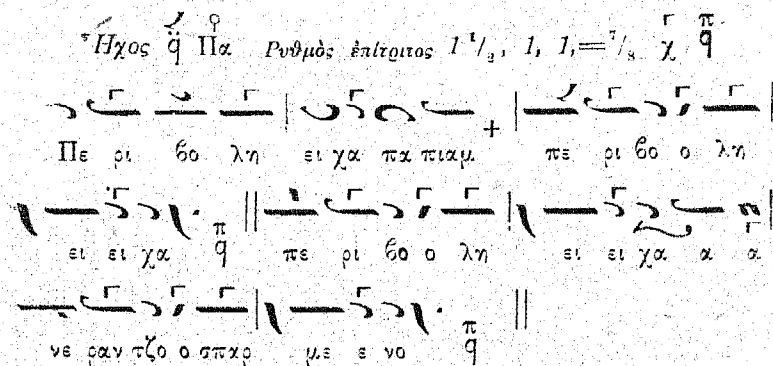 Ἦχος q̈ Πα Ρυθμὸς ἐπίτριτος 1 1/2, 1, 1,=7/8 χ π q
Πε ρι βο λη ει χα πα πιαμ πε ρι βο ο λη
ει ει χα π q πε ρι βο ο λη ει ει χα α α
νε ραν τζο ο σπαρ με ε νο π q